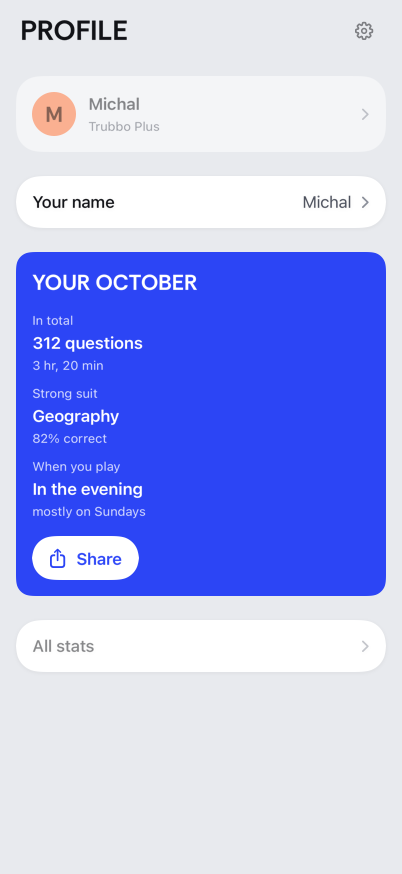 PROFILE
M
Michal
Trubbo Plus
Your name
Michal
YOUR OCTOBER
In total
312 questions
3 hr, 20 min
Strong suit
Geography
82% correct
When you play
In the evening
mostly on Sundays
Share
All stats